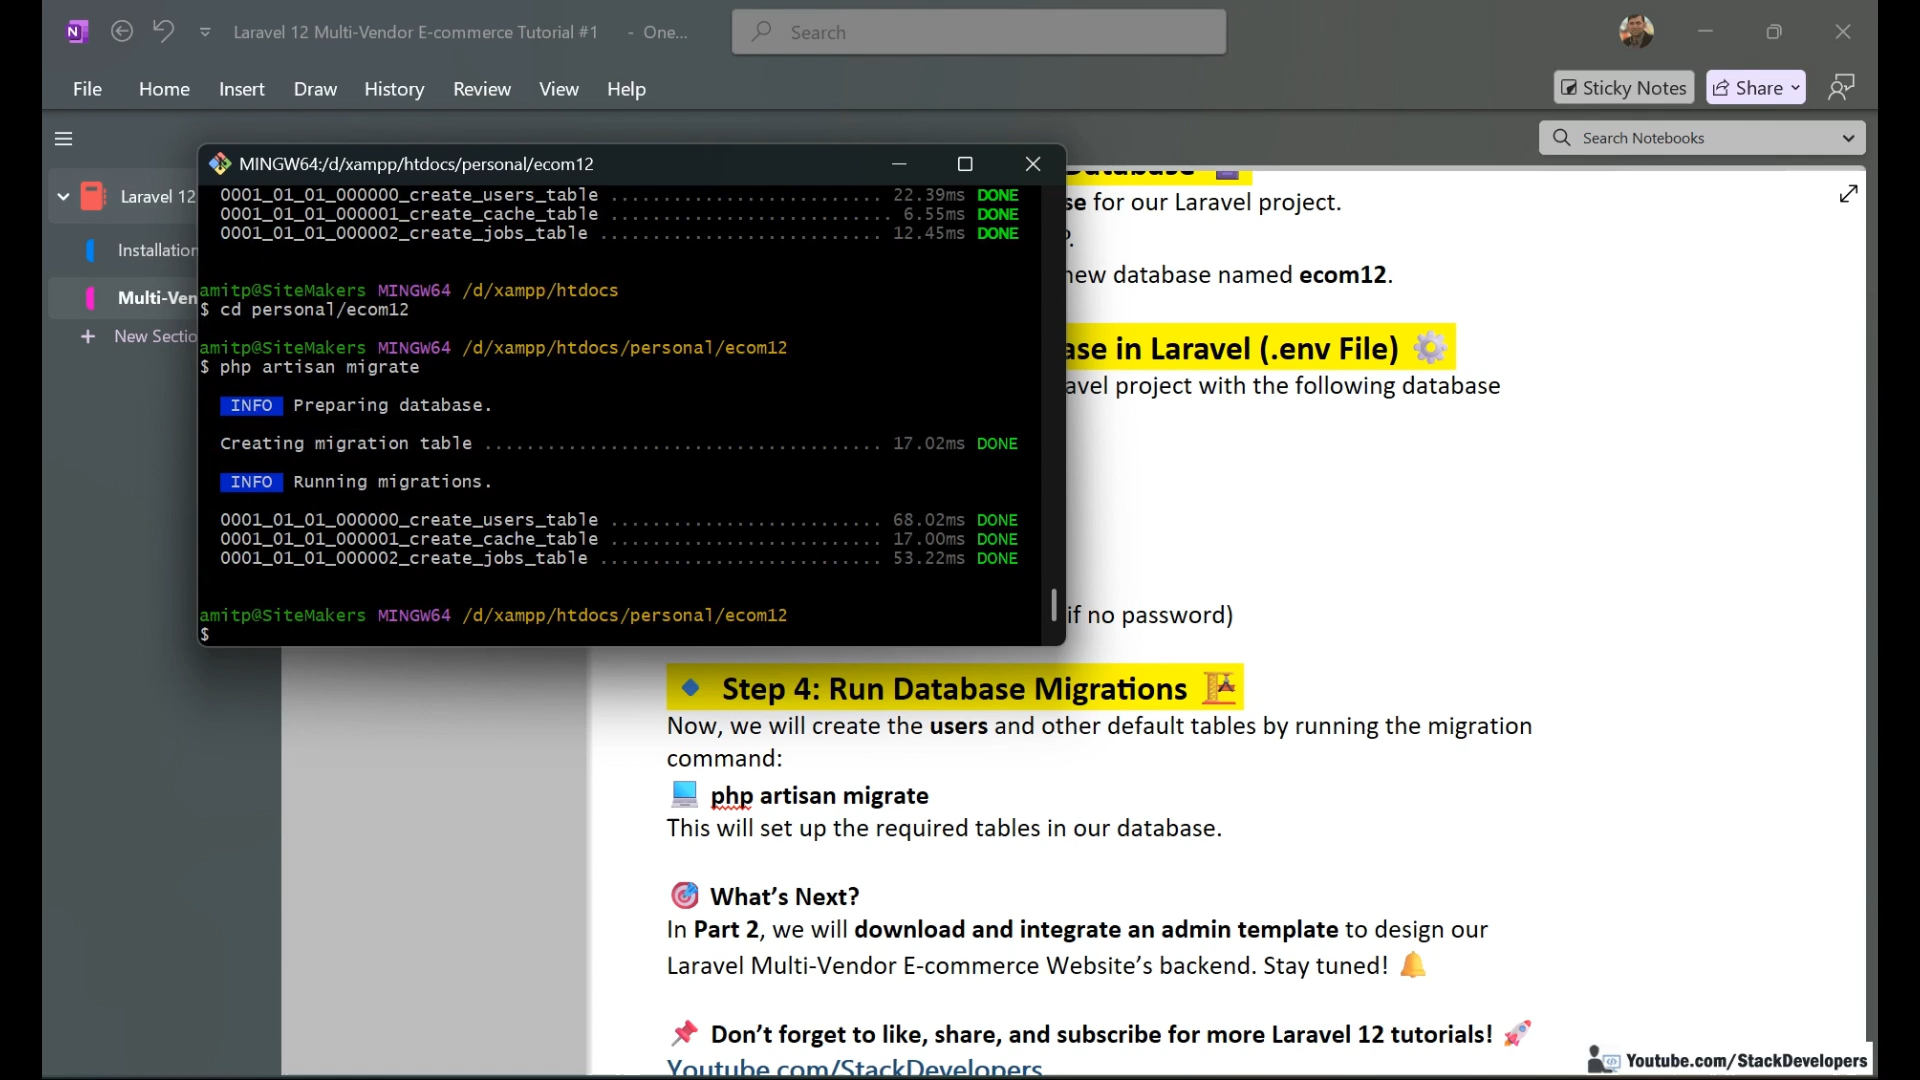 Laravel 12 Multi-Vendor E-commerce Tutorial #1 - One...
Search
File Home Insert Draw History Review View Help
Sticky Notes
Share
Search Notebooks
MINGW64:/d/xampp/htdocs/personal/ecom12
Laravel 12
Installation
Multi-Ven
New Sectio
0001_01_01_000000_create_users_table ........................... 22.39ms DONE
0001_01_01_000001_create_cache_table ........................... 6.55ms DONE
0001_01_01_000002_create_jobs_table ........................... 12.45ms DONE
amitp@SiteMakers MINGW64 /d/xampp/htdocs
$ cd personal/ecom12
amitp@SiteMakers MINGW64 /d/xampp/htdocs/personal/ecom12
$ php artisan migrate
INFO Preparing database.
Creating migration table ...................................... 17.02ms DONE
INFO Running migrations.
0001_01_01_000000_create_users_table .......................... 68.02ms DONE
0001_01_01_000001_create_cache_table .......................... 17.00ms DONE
0001_01_01_000002_create_jobs_table ........................... 53.22ms DONE
amitp@SiteMakers MINGW64 /d/xampp/htdocs/personal/ecom12
$
Database
se for our Laravel project.
new database named ecom12.
ase in Laravel (.env File) ⚙️
avel project with the following database
if no password)
🔹 Step 4: Run Database Migrations 🏗️
Now, we will create the users and other default tables by running the migration
command:
💻 php artisan migrate
This will set up the required tables in our database.
🎯 What's Next?
In Part 2, we will download and integrate an admin template to design our
Laravel Multi-Vendor E-commerce Website's backend. Stay tuned! 🔔
📌 Don't forget to like, share, and subscribe for more Laravel 12 tutorials! 🚀
Youtube.com/StackDevelopers
Youtube.com/StackDevelopers